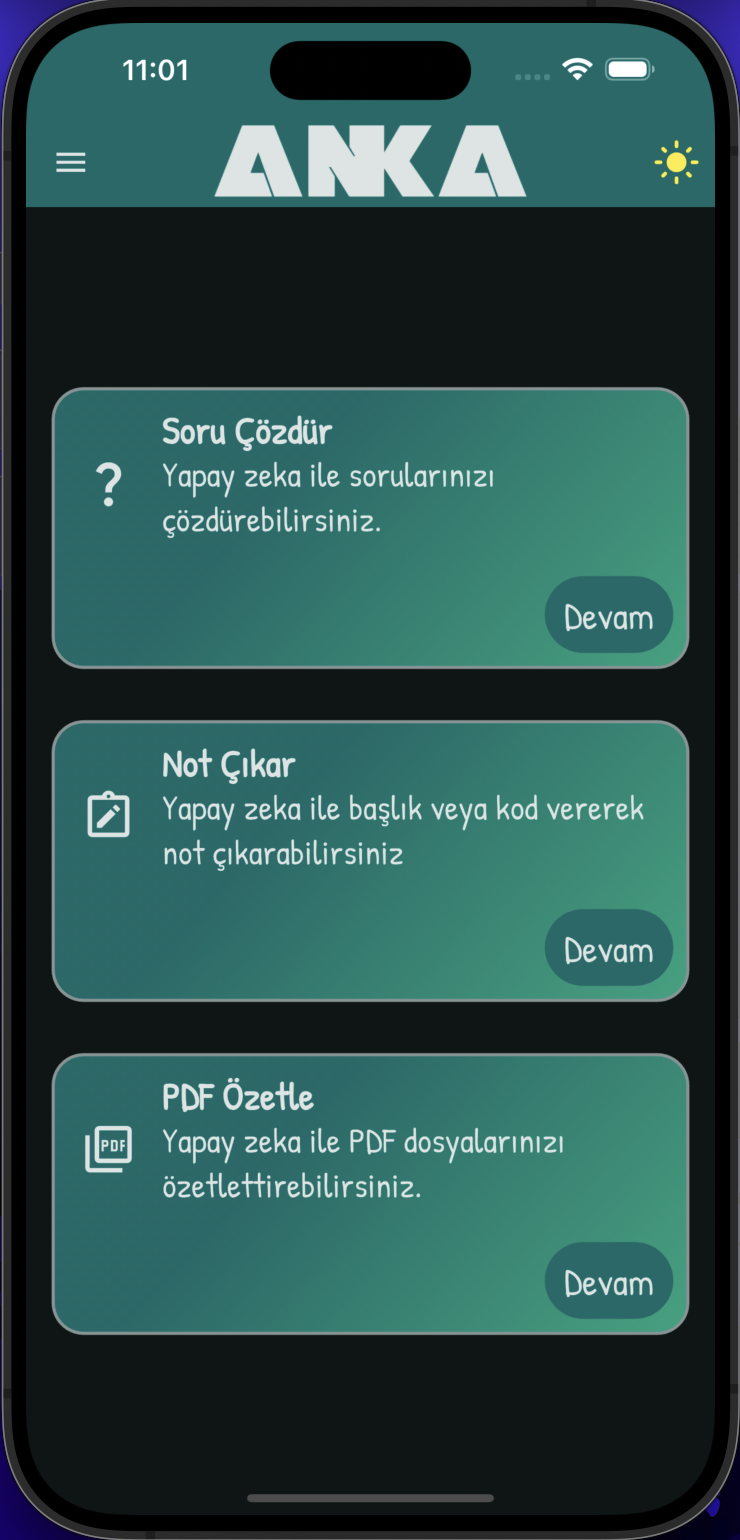 11:01
ANKA
Soru Çözdür
Yapay zeka ile sorularınızı
çözdürebilirsiniz.
Devam
Not Çıkar
Yapay zeka ile başlık veya kod vererek
not çıkarabilirsiniz
Devam
PDF Özetle
PDF
Yapay zeka ile PDF dosyalarınızı
özetlettirebilirsiniz.
Devam